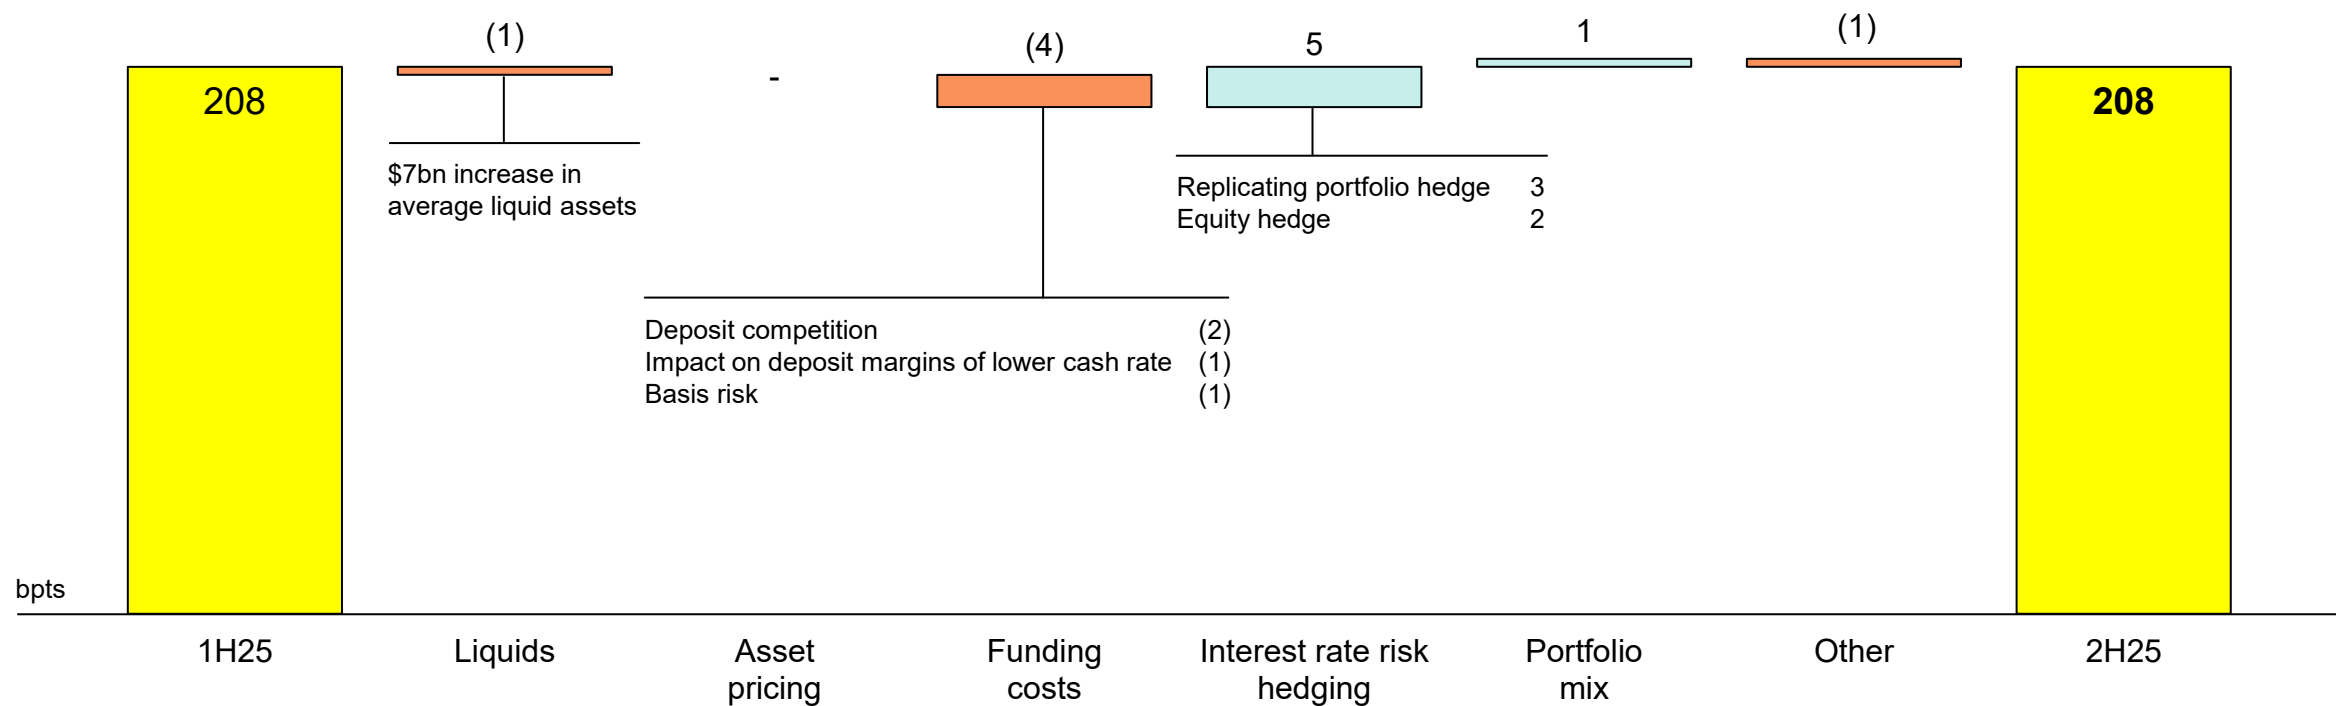 (1)
-
(4)
5
1
(1)
208
208
$7bn increase in
average liquid assets
Replicating portfolio hedge 3
Equity hedge 2
Deposit competition (2)
Impact on deposit margins of lower cash rate (1)
Basis risk (1)
bpts
1H25
Liquids
Asset
pricing
Funding
costs
Interest rate risk
hedging
Portfolio
mix
Other
2H25